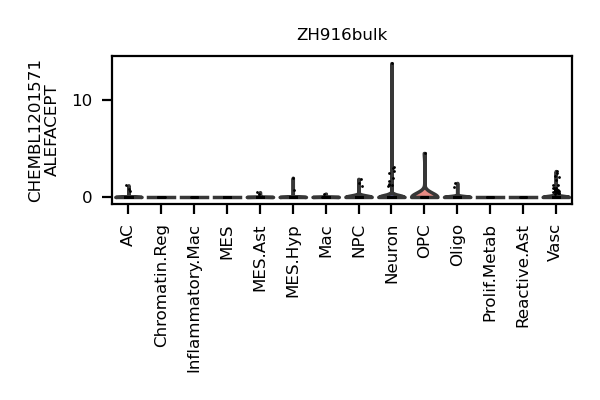 ZH916bulk
CHEMBL1201571
ALEFACEPT
10
0
AC
Chromatin.Reg
Inflammatory.Mac
MES
MES.Ast
MES.Hyp
Mac
NPC
Neuron
OPC
Oligo
Prolif.Metab
Reactive.Ast
Vasc